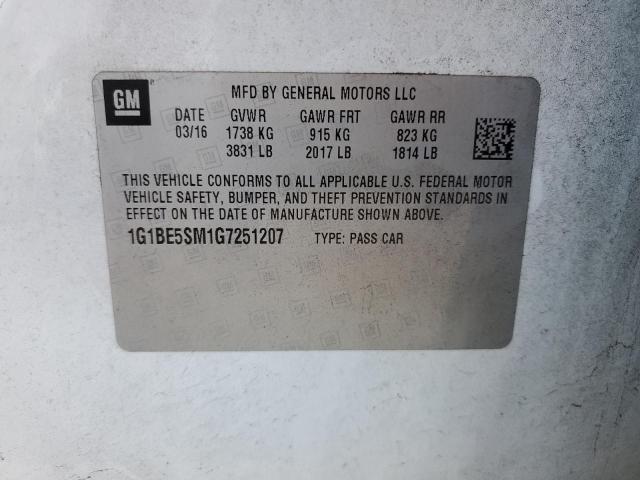 GM
MFD BY GENERAL MOTORS LLC
DATE GVWR GAWR FRT GAWR RR
03/16 1738 KG 915 KG 823 KG
3831 LB 2017 LB 1814 LB
THIS VEHICLE CONFORMS TO ALL APPLICABLE U.S. FEDERAL MOTOR
VEHICLE SAFETY, BUMPER, AND THEFT PREVENTION STANDARDS IN
EFFECT ON THE DATE OF MANUFACTURE SHOWN ABOVE.
1G1BE5SM1G7251207 TYPE: PASS CAR